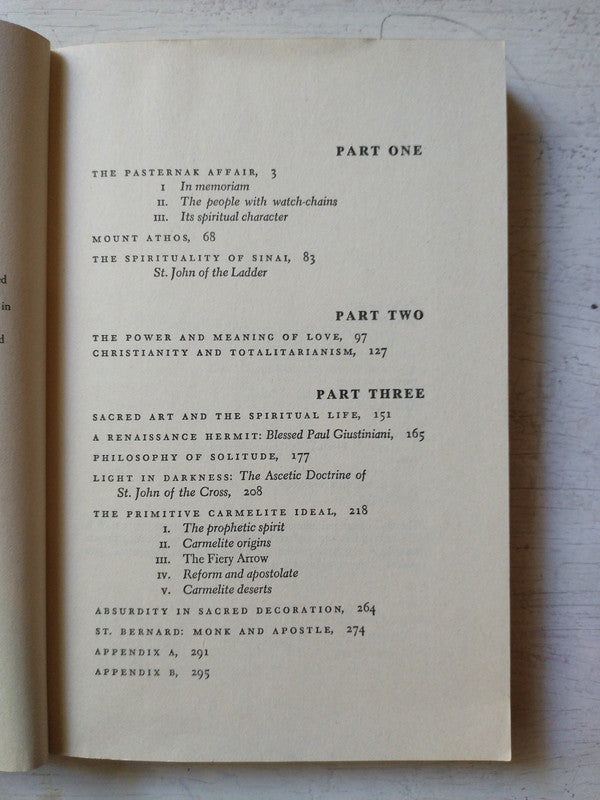 ed
in
d
PART ONE
THE PASTERNAK AFFAIR, 3
I In memoriam
II. The people with watch-chains
III. Its spiritual character
MOUNT ATHOS, 68
THE SPIRITUALITY OF SINAI, 83
St. John of the Ladder
PART TWO
THE POWER AND MEANING OF LOVE, 97
CHRISTIANITY AND TOTALITARIANISM, 127
PART THREE
SACRED ART AND THE SPIRITUAL LIFE, 151
A RENAISSANCE HERMIT: Blessed Paul Giustiniani, 165
PHILOSOPHY OF SOLITUDE, 177
LIGHT IN DARKNESS: The Ascetic Doctrine of
St. John of the Cross, 208
THE PRIMITIVE CARMELITE IDEAL, 218
I. The prophetic spirit
II. Carmelite origins
III. The Fiery Arrow
IV. Reform and apostolate
V. Carmelite deserts
ABSURDITY IN SACRED DECORATION, 264
ST. BERNARD: MONK AND APOSTLE, 274
APPENDIX A, 291
APPENDIX B, 295